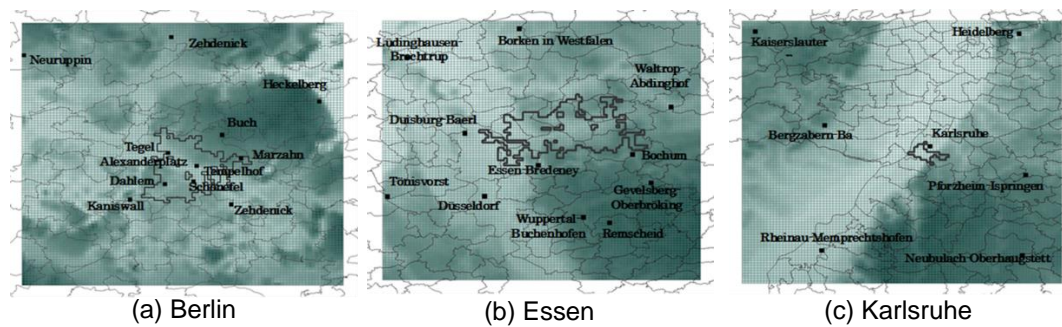 Zehdenick
Neuruppin
Heckelberg
Buch
Tegel
Alexanderplatz
Marzahn
Tempelhof
Dahlem
Schönefel
Kaniswall
Zehdenick
(a) Berlin
Borken in Westfalen
Lüdinghausen-
Brochtrup
Waltrop-
Abdinghof
Duisburg-Baerl
Bochum
Essen-Bredeney
Tönisvorst
Gevelsberg-
Oberbröking
Düsseldorf
Wuppertal-
Buchenhofen
Remscheid
(b) Essen
Heidelberg
Kaiserslauter
Bergzabern-Ba
Karlsruhe
Pforzheim-Ispringen
Rheinau-Memprechtshofen
Neubulach-Oberhaugstett
(c) Karlsruhe